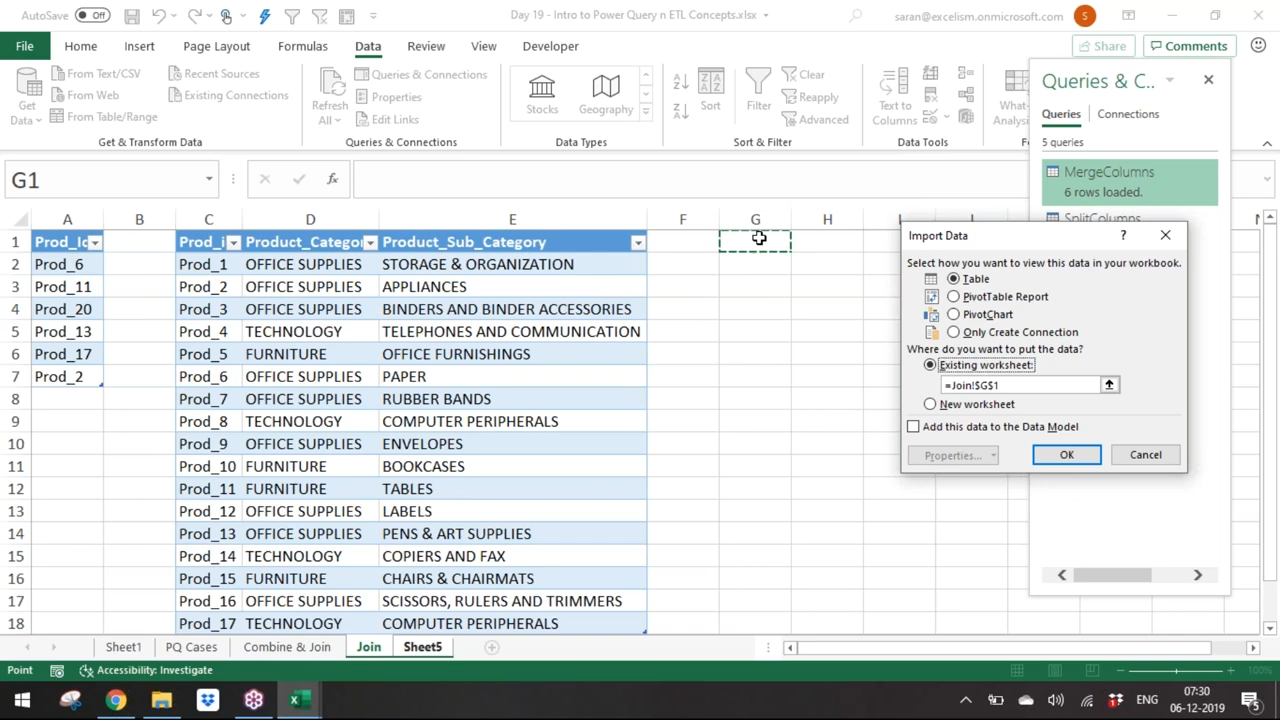 AutoSave Off Day 19 - Intro to Power Query n ETL Concepts.xlsx saran@excelism.onmicrosoft.com S
File Home Insert Page Layout Formulas Data Review View Developer Share Comments
Get Data
From Text/CSV
From Web
From Table/Range
Recent Sources
Existing Connections
Get & Transform Data
Refresh All
Queries & Connections
Properties
Edit Links
Queries & Connections
Stocks
Geography
Data Types
Sort
Filter
Clear
Reapply
Advanced
Sort & Filter
Text to Columns
Data Tools
What-
Analysi
Queries & C..
Queries Connections
5 queries
MergeColumns
6 rows loaded.
SplitColumns
G1 fx
A B C D E F G H
1 Prod_Ic Prod_i Product_Categor Product_Sub_Category
2 Prod_6 Prod_1 OFFICE SUPPLIES STORAGE & ORGANIZATION
3 Prod_11 Prod_2 OFFICE SUPPLIES APPLIANCES
4 Prod_20 Prod_3 OFFICE SUPPLIES BINDERS AND BINDER ACCESSORIES
5 Prod_13 Prod_4 TECHNOLOGY TELEPHONES AND COMMUNICATION
6 Prod_17 Prod_5 FURNITURE OFFICE FURNISHINGS
7 Prod_2 Prod_6 OFFICE SUPPLIES PAPER
8 Prod_7 OFFICE SUPPLIES RUBBER BANDS
9 Prod_8 TECHNOLOGY COMPUTER PERIPHERALS
10 Prod_9 OFFICE SUPPLIES ENVELOPES
11 Prod_10 FURNITURE BOOKCASES
12 Prod_11 FURNITURE TABLES
13 Prod_12 OFFICE SUPPLIES LABELS
14 Prod_13 OFFICE SUPPLIES PENS & ART SUPPLIES
15 Prod_14 TECHNOLOGY COPIERS AND FAX
16 Prod_15 FURNITURE CHAIRS & CHAIRMATS
17 Prod_16 OFFICE SUPPLIES SCISSORS, RULERS AND TRIMMERS
18 Prod_17 TECHNOLOGY COMPUTER PERIPHERALS
Import Data ?
Select how you want to view this data in your workbook.
Table
PivotTable Report
PivotChart
Only Create Connection
Where do you want to put the data?
Existing worksheet:
=Join!$G$1
New worksheet
Add this data to the Data Model
Properties... OK Cancel
Sheet1 PQ Cases Combine & Join Join Sheet5
Point Accessibility: Investigate 100%
ENG 07:30
06-12-2019 5